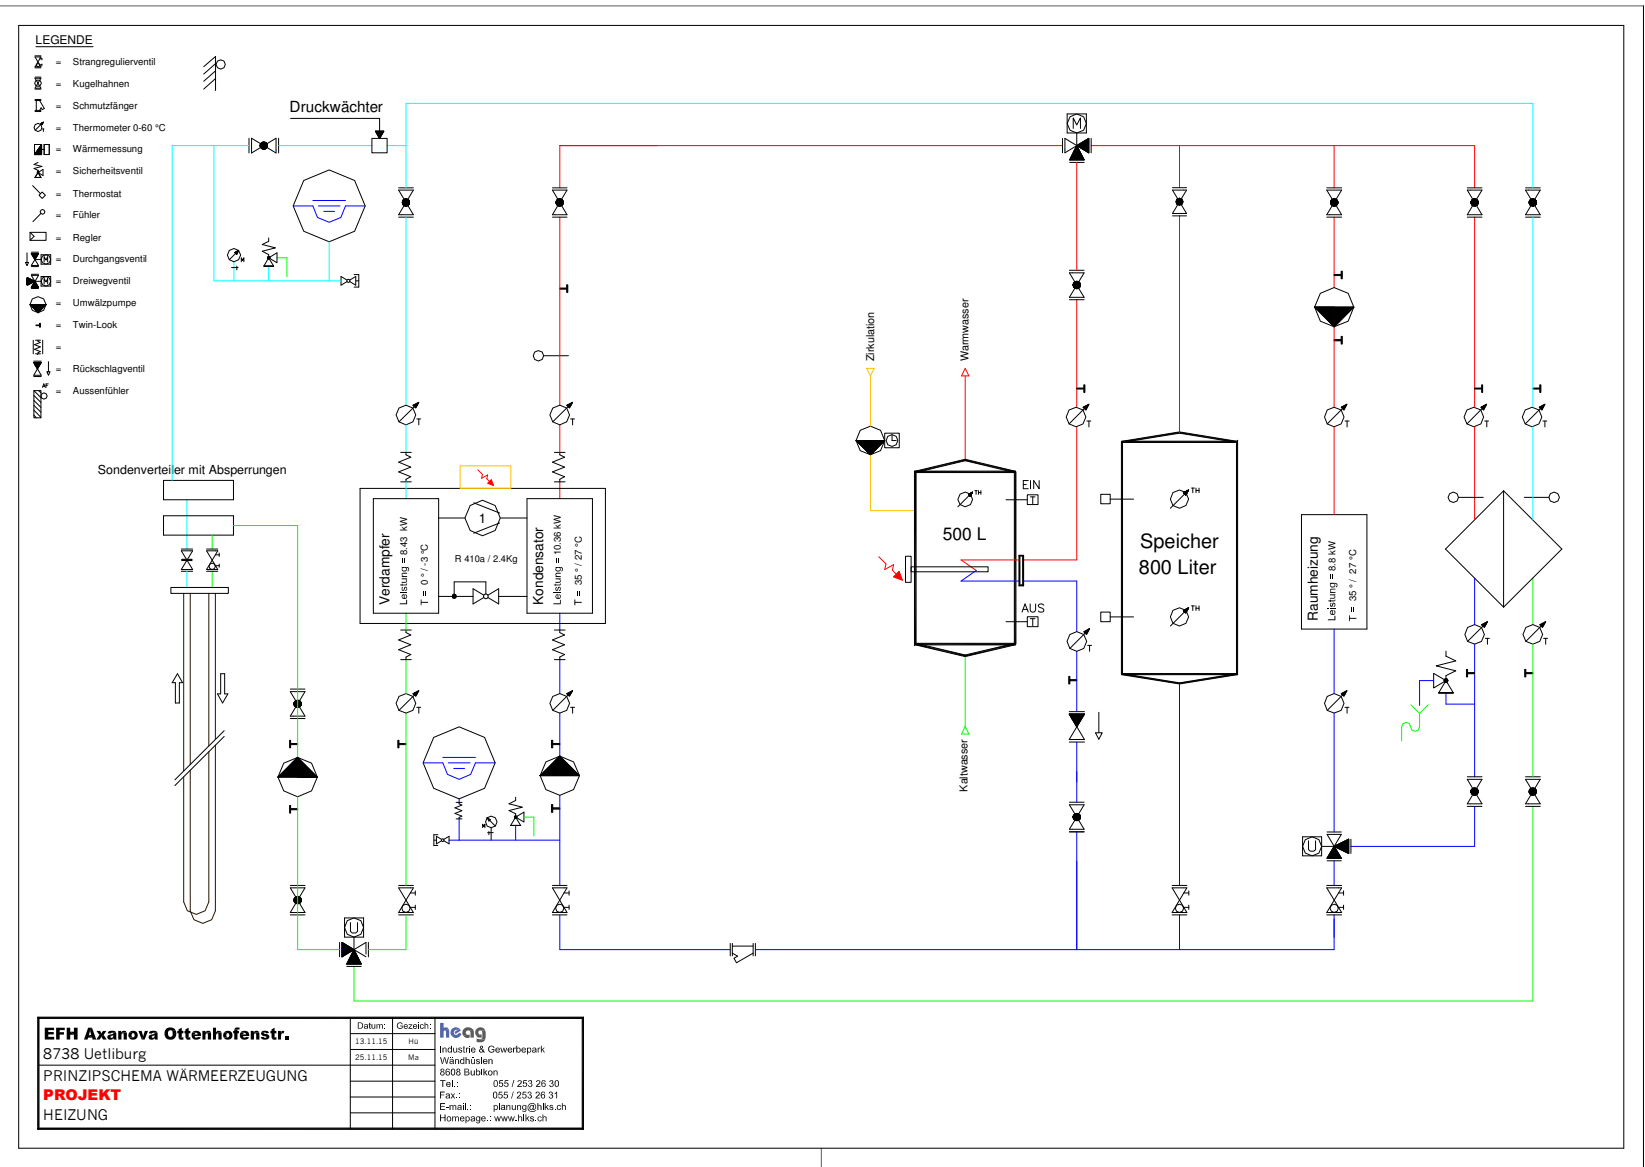 LEGENDE
= Strangregulierventil
= Kugelhahnen
= Schmutzfänger
= Thermometer 0-60 °C
= Wärmemessung
= Sicherheitsventil
= Thermostat
= Fühler
= Regler
= Durchgangsventil
= Dreiwegventil
= Umwälzpumpe
= Twin-Look
=
= Rückschlagventil
AF
= Aussenfühler
Druckwächter
M
Sondenverteiler mit Absperrungen
Verdampfer
Leistung = 8.43 kW
T = 0 ° / -3 °C
1
R 410a / 2.4Kg
Kondensator
Leistung = 10.36 kW
T = 35 ° / 27 °C
Zirkulation
Warmwasser
Kaltwasser
TH
500 L
EIN
T
AUS
T
TH
Speicher
800 Liter
TH
Raumheizung
Leistung = 8.8 kW
T = 35 ° / 27 °C
T
T
T
T
T
T
T
T
T
T
T
T
U
U
EFH Axanova Ottenhofenstr.
8738 Uetliburg
PRINZIPSCHEMA WÄRMEERZEUGUNG
PROJEKT
HEIZUNG
Datum: Gezeich:
13.11.15 Hü
25.11.15 Ma
heag
Industrie & Gewerbepark
Wändhüslen
8608 Bubikon
Tel.: 055 / 253 26 30
Fax.: 055 / 253 26 31
E-mail.: planung@hlks.ch
Homepage.: www.hlks.ch